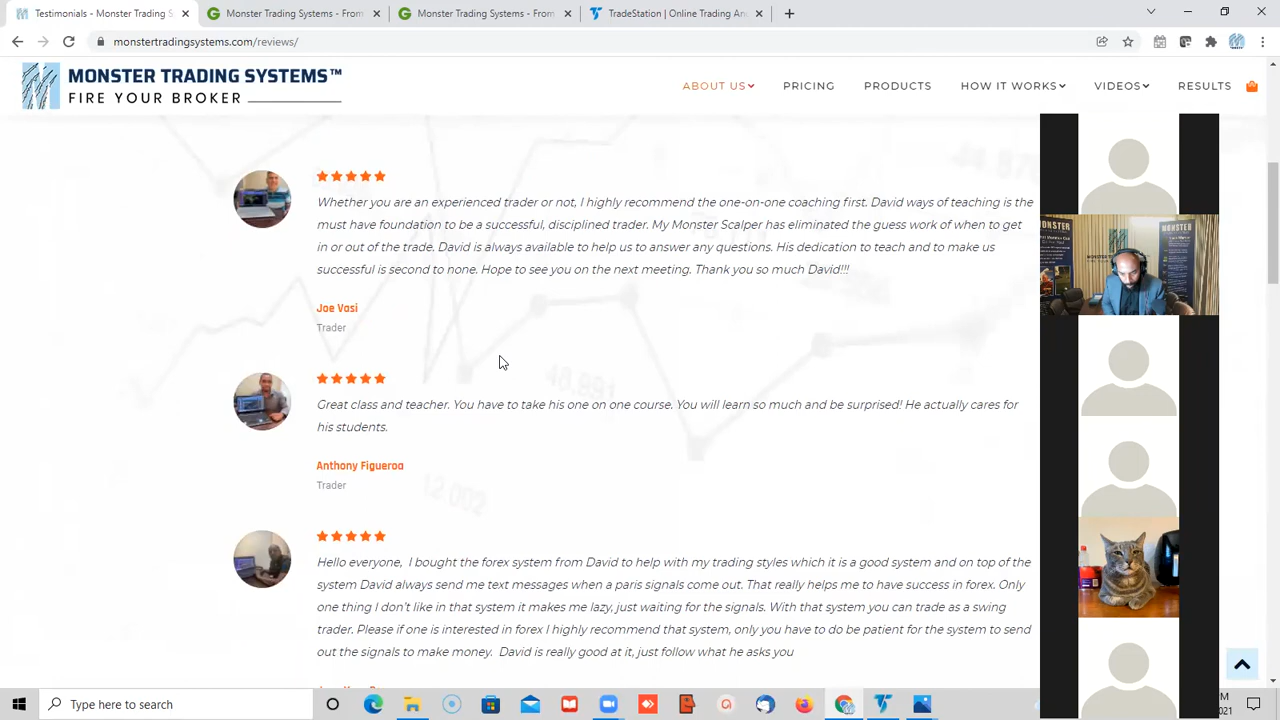 Testimonials - Monster Trading S
Monster Trading Systems - From
Monster Trading Systems - From
TradeStation | Online Trading An
monstertradingsystems.com/reviews/
MONSTER TRADING SYSTEMS™
FIRE YOUR BROKER
ABOUT US PRICING PRODUCTS HOW IT WORKS VIDEOS RESULTS
Whether you are an experienced trader or not, I highly recommend the one-on-one coaching first. David ways of teaching is the
must of a foundation to be a successful, disciplined trader. My Monster Scalper has eliminated the guess work of when to get
in or out of the trade. David is always available to help and to answer any questions. His dedication to teach and to make us
successful is second to none. Hope to see you in the next meeting. Thanks so much David!!!
Joe Vasi
Trader
Great class and teacher. You have to take his one on one course. You will learn so much and be surprised! He actually cares for
his students.
Anthony Figueroa
Trader
Hello everyone, I bought the forex system from David to help with my trading styles which it is a good system and on top of the
system David always send me text messages when a paris signals come out. That really helps me to have success in forex. Only
one thing I don't like in that system it makes me lazy, just waiting for the signals. With that system you can trade as a swing
trader. Please if one is interested in forex I highly recommend that system, only you have to do be patient for the system to send
out the signals to make money. David is really good at it, just follow what he asks you
MONSTER
Type here to search